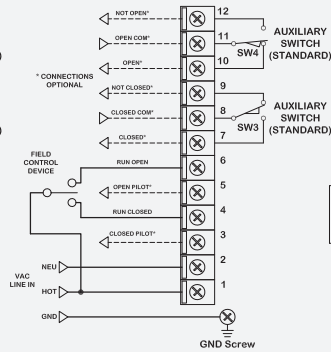 NOT OPEN*
12
OPEN COM*
11
SW4
AUXILIARY
SWITCH
(STANDARD)
OPEN*
10
* CONNECTIONS
OPTIONAL
NOT CLOSED*
9
CLOSED COM*
8
SW3
AUXILIARY
SWITCH
(STANDARD)
CLOSED*
7
FIELD
CONTROL
DEVICE
RUN OPEN
6
OPEN PILOT*
5
RUN CLOSED
4
CLOSED PILOT*
3
VAC
LINE IN
NEU
2
HOT
1
GND
GND Screw